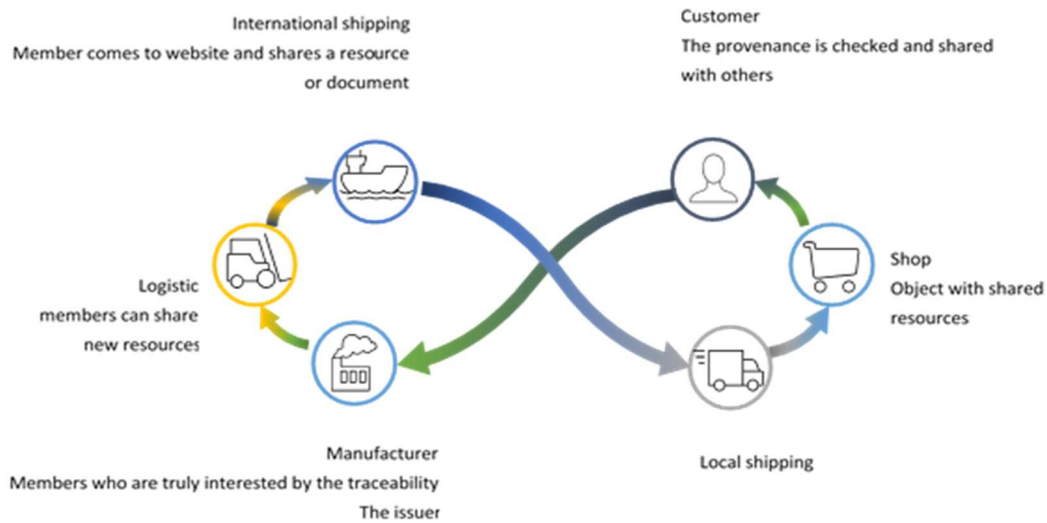 International shipping
Member comes to website and shares a resource
or document
Customer
The provenance is checked and shared
with others
Logistic
members can share
new resources
Shop
Object with shared
resources
Manufacturer
Members who are truly interested by the traceability
The issuer
Local shipping